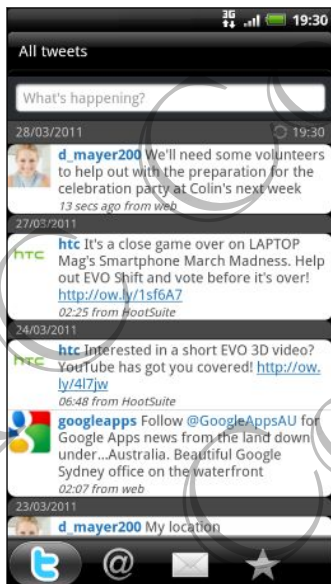 3G 19:30
All tweets
What's happening?
28/03/2011 19:30
d_mayer200 We'll need some volunteers
to help out with the preparation for the
celebration party at Colin's next week
13 secs ago from web
27/03/2011
htc
htc It's a close game over on LAPTOP
Mag's Smartphone March Madness. Help
out EVO Shift and vote before it's over!
http://ow.ly/1sf6A7
02:25 from HootSuite
24/03/2011
htc
htc Interested in a short EVO 3D video?
YouTube has got you covered! http://ow.
ly/4l7jw
06:48 from HootSuite
googleapps Follow @GoogleAppsAU for
Google Apps news from the land down
under...Australia. Beautiful Google
Sydney office on the waterfront
02:07 from web
23/03/2011
d_mayer200 My location